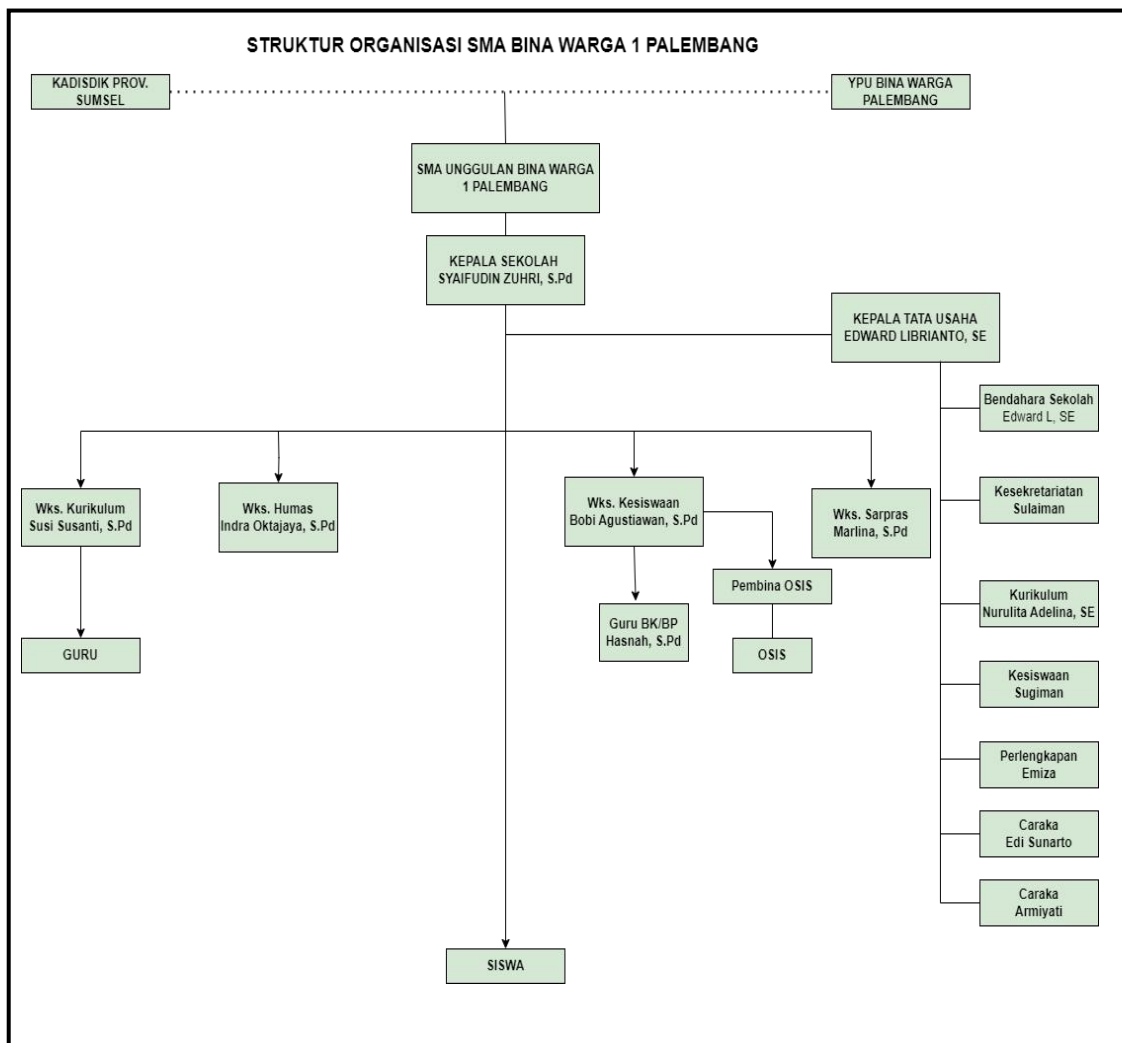 STRUKTUR ORGANISASI SMA BINA WARGA 1 PALEMBANG
KADISDIK PROV.
SUMSEL
YPU BINA WARGA
PALEMBANG
SMA UNGGULAN BINA WARGA
1 PALEMBANG
KEPALA SEKOLAH
SYAIFUDIN ZUHRI, S.Pd
KEPALA TATA USAHA
EDWARD LIBRIANTO, SE
Bendahara Sekolah
Edward L, SE
Wks. Kurikulum
Susi Susanti, S.Pd
Wks. Humas
Indra Oktajaya, S.Pd
Wks. Kesiswaan
Bobi Agustiawan, S.Pd
Wks. Sarpras
Marlina, S.Pd
Kesekretariatan
Sulaiman
Pembina OSIS
Kurikulum
Nurulita Adelina, SE
GURU
Guru BK/BP
Hasnah, S.Pd
OSIS
Kesiswaan
Sugiman
Perlengkapan
Emiza
Caraka
Edi Sunarto
Caraka
Armiyati
SISWA